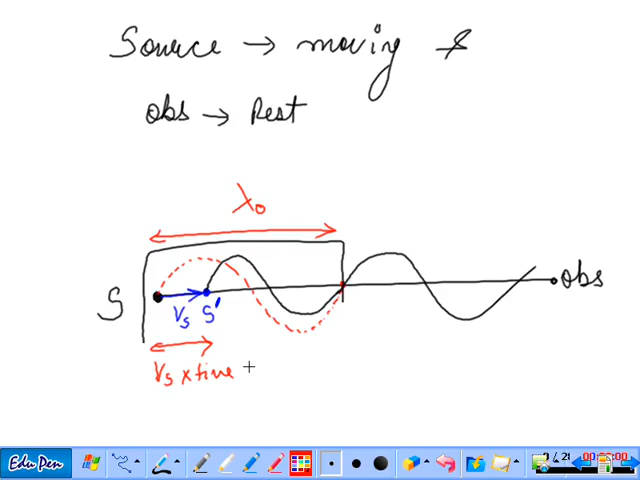 Source → moving &
Obs → Rest
λ₀
S
Vs S'
Obs
Vs x time
Edu Pen